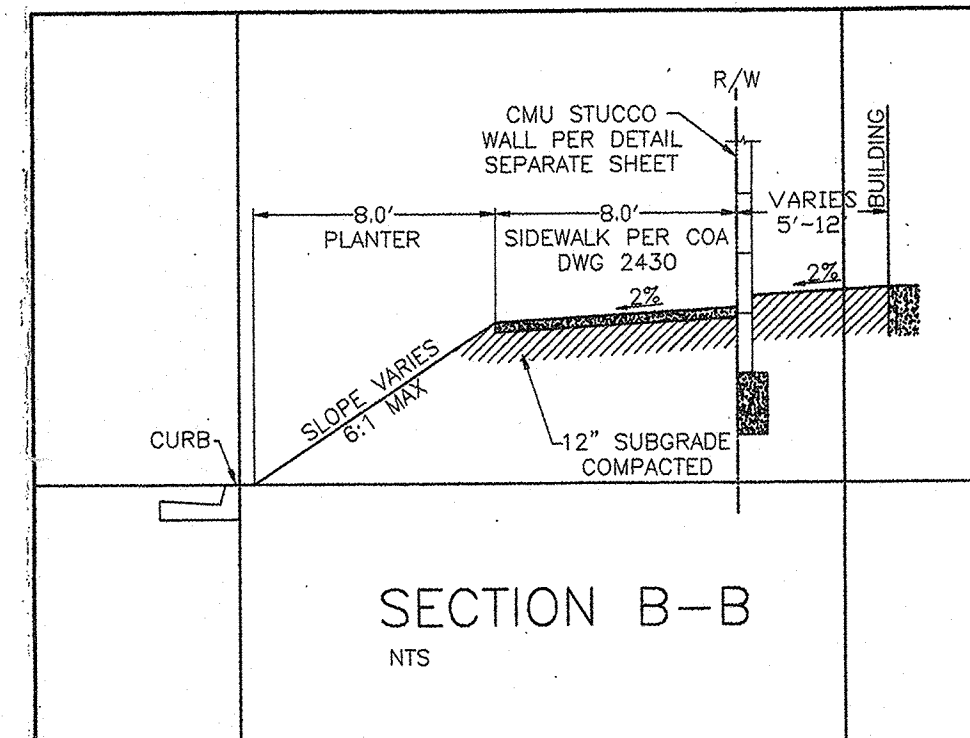 R/W
CMU STUCCO
WALL PER DETAIL
SEPARATE SHEET
BUILDING
8.0'
PLANTER
8.0'
SIDEWALK PER COA
DWG 2430
VARIES
5'-12'
2%
2%
SLOPE VARIES
6:1 MAX
CURB
12" SUBGRADE
COMPACTED
SECTION B-B
NTS